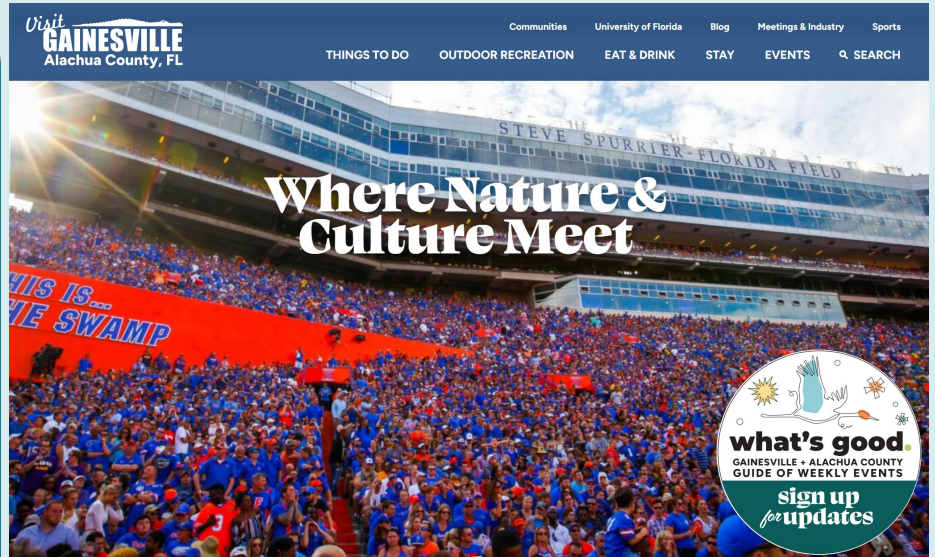 Visit
GAINESVILLE
Alachua County, FL
Communities University of Florida Blog Meetings & Industry Sports
THINGS TO DO OUTDOOR RECREATION EAT & DRINK STAY EVENTS SEARCH
STEVE SPURRIER-FLORIDA FIELD
Where Nature &
Culture Meet
THIS IS...
THE SWAMP
what's good.
GAINESVILLE + ALACHUA COUNTY
GUIDE OF WEEKLY EVENTS
sign up
for updates